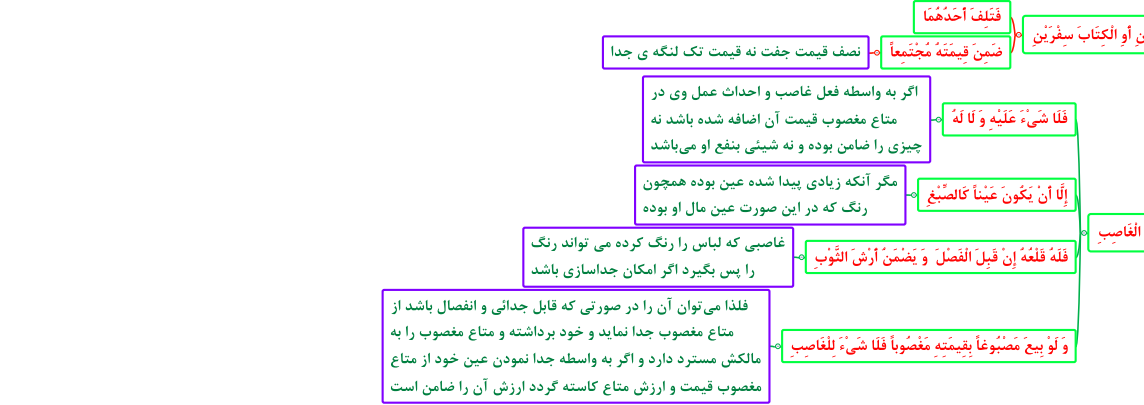 فَتَلِفَ أَحَدُهُمَا
أَوِ الْكِتَابَ سِفْرَيْنِ
ضَمِنَ قِيمَتَهُ مُجْتَمِعاً
نصف قیمت جفت نه قیمت تک لنگه ی جدا
فَلَا شَيْءَ عَلَيْهِ وَ لَا لَهُ
اگر به واسطه فعل غاصب و احداث عمل وی در
متاع مغصوب قیمت آن اضافه شده باشد نه
چیزی را ضامن بوده و نه شیئی بنفع او می‌باشد
إِلَّا أَنْ يَكُونَ عَيْناً كَالصِّبْغِ
مگر آنکه زیادی پیدا شده عین بوده همچون
رنگ که در این صورت عین مال او بوده
الْغَاصِبِ
فَلَهُ قَلْعُهُ إِنْ قَبِلَ الْفَصْلَ وَ يَضْمَنُ أَرْشَ الثَّوْبِ
غاصبی که لباس را رنگ کرده می تواند رنگ
را پس بگیرد اگر امکان جداسازی باشد
وَ لَوْ بِيعَ مَصْبُوغاً بِقِيمَتِهِ مَغْصُوباً فَلَا شَيْءَ لِلْغَاصِبِ
فلذا می‌توان آن را در صورتی که قابل جدائی و انفصال باشد از
متاع مغصوب جدا نماید و خود برداشته و متاع مغصوب را به
مالکش مسترد دارد و اگر به واسطه جدا نمودن عین خود از متاع
مغصوب قیمت و ارزش متاع کاسته گردد ارزش آن را ضامن است